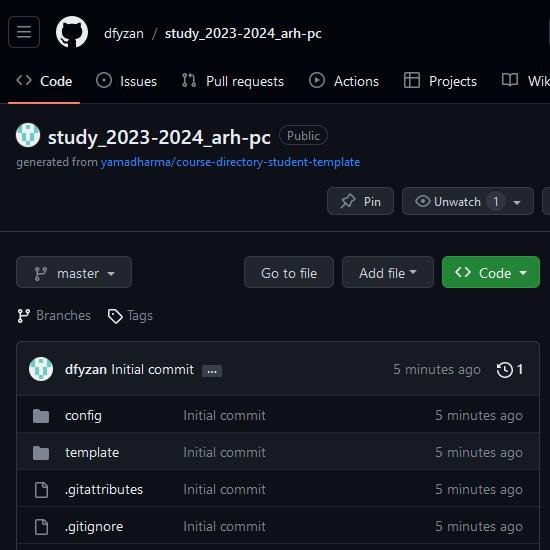 dfyzan / study_2023-2024_arh-pc
Code Issues Pull requests Actions Projects Wik
study_2023-2024_arh-pc Public
generated from yamadharma/course-directory-student-template
Pin Unwatch 1
master Go to file Add file Code
Branches Tags
dfyzan Initial commit ... 5 minutes ago 1
config Initial commit 5 minutes ago
template Initial commit 5 minutes ago
.gitattributes Initial commit 5 minutes ago
.gitignore Initial commit 5 minutes ago